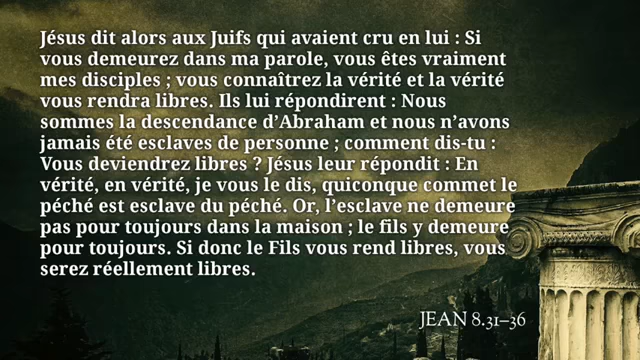 Jésus dit alors aux Juifs qui avaient cru en lui : Si
vous demeurez dans ma parole, vous êtes vraiment
mes disciples ; vous connaîtrez la vérité et la vérité
vous rendra libres. Ils lui répondirent : Nous
sommes la descendance d’Abraham et nous n’avons
jamais été esclaves de personne ; comment dis-tu :
Vous deviendrez libres ? Jésus leur répondit : En
vérité, en vérité, je vous le dis, quiconque commet le
péché est esclave du péché. Or, l’esclave ne demeure
pas pour toujours dans la maison ; le fils y demeure
pour toujours. Si donc le Fils vous rend libres, vous
serez réellement libres.
JEAN 8.31–36